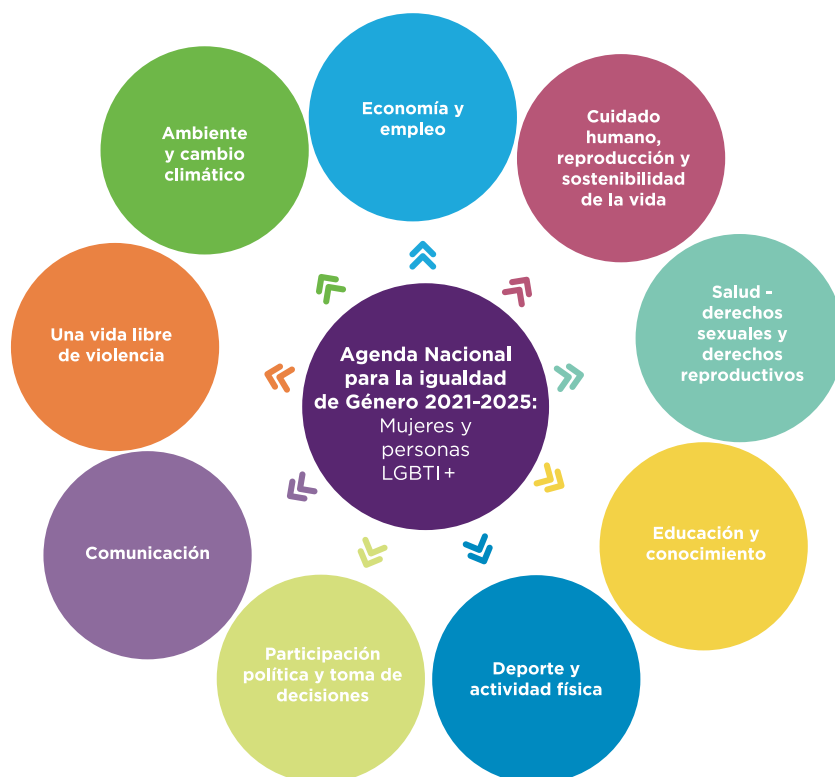 Economía y
empleo
Cuidado
humano,
reproducción y
sostenibilidad
de la vida
Salud -
derechos
sexuales y
derechos
reproductivos
Educación y
conocimiento
Deporte y
actividad física
Participación
política y toma de
decisiones
Comunicación
Una vida libre
de violencia
Ambiente
y cambio
climático
Agenda Nacional
para la igualdad
de Género 2021-2025:
Mujeres y
personas
LGBTI+